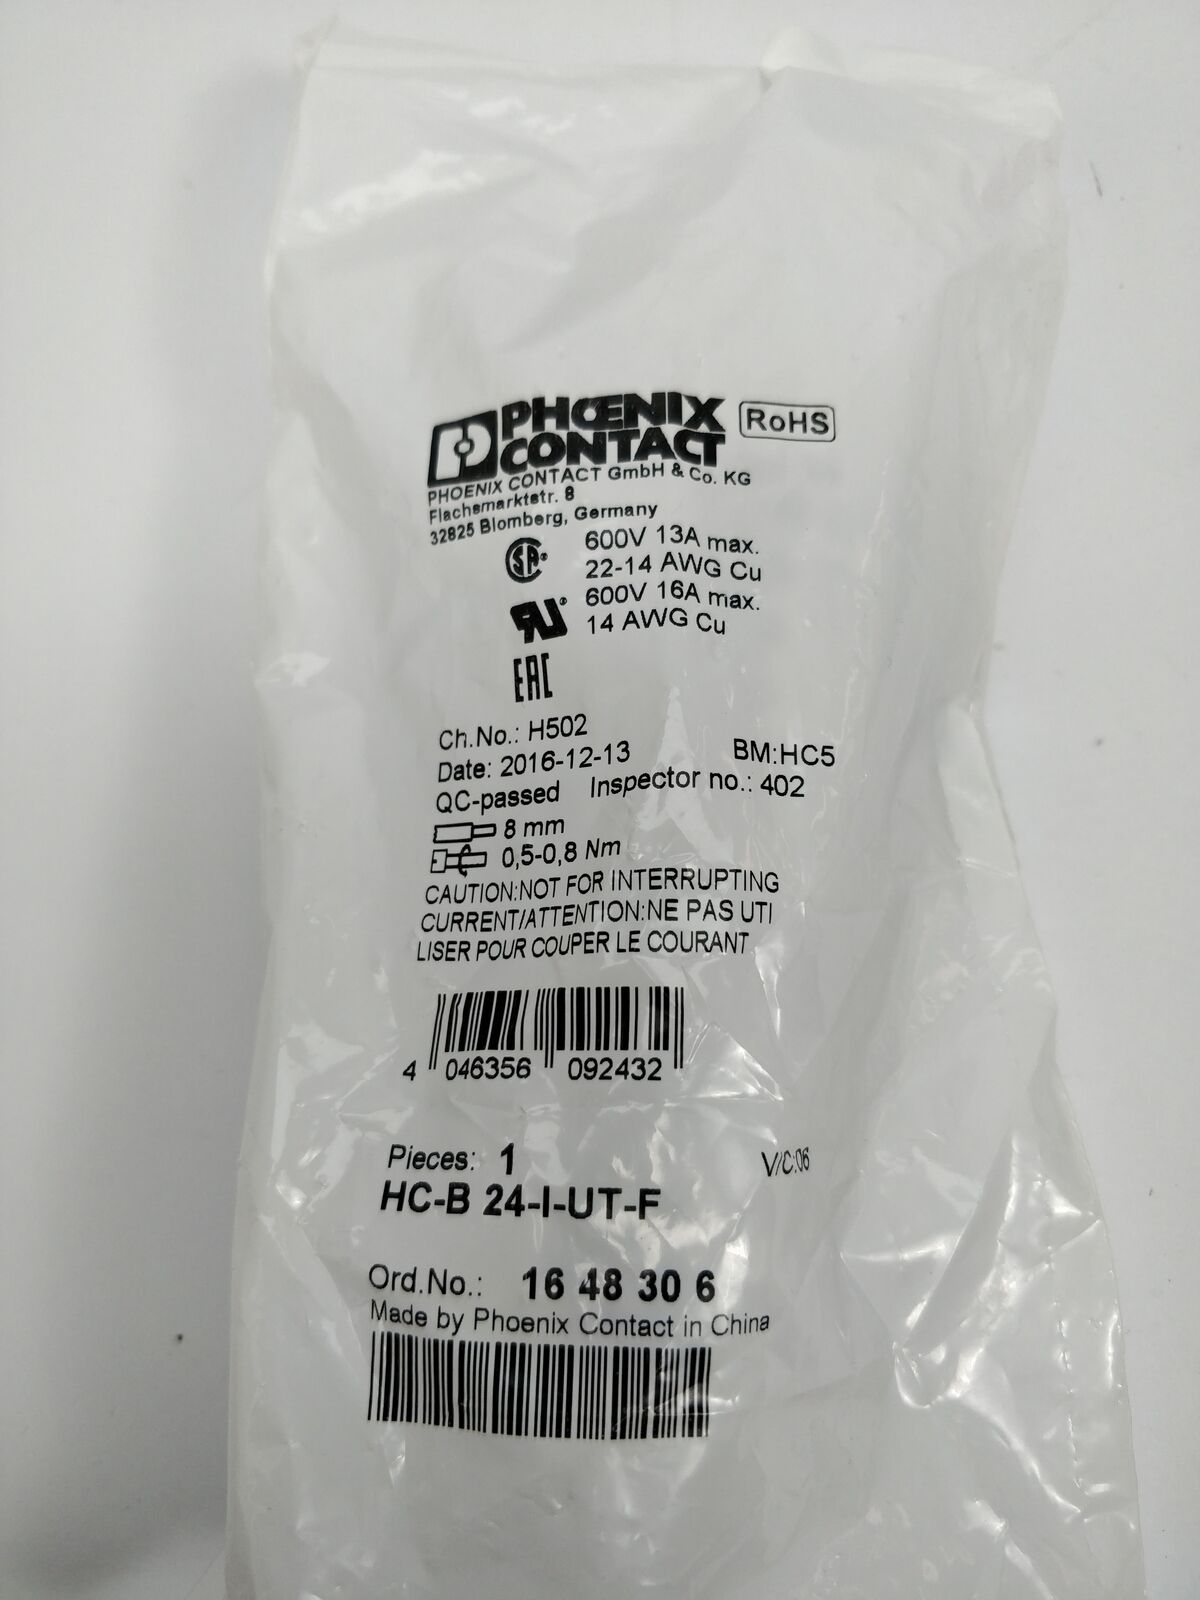 PHŒNIX
CONTACT
RoHS
PHOENIX CONTACT GmbH & Co. KG
Flachsmarktstr. 8
32825 Blomberg, Germany
SA®
600V 13A max.
22-14 AWG Cu
RU®
600V 16A max.
14 AWG Cu
EAC
Ch.No.: H502
Date: 2016-12-13 BM:HC5
QC-passed Inspector no.: 402
8 mm
0,5-0,8 Nm
CAUTION:NOT FOR INTERRUPTING
CURRENT/ATTENTION:NE PAS UTI
LISER POUR COUPER LE COURANT
4 046356 092432
Pieces: 1 V/C:06
HC-B 24-I-UT-F
Ord.No.: 16 48 30 6
Made by Phoenix Contact in China